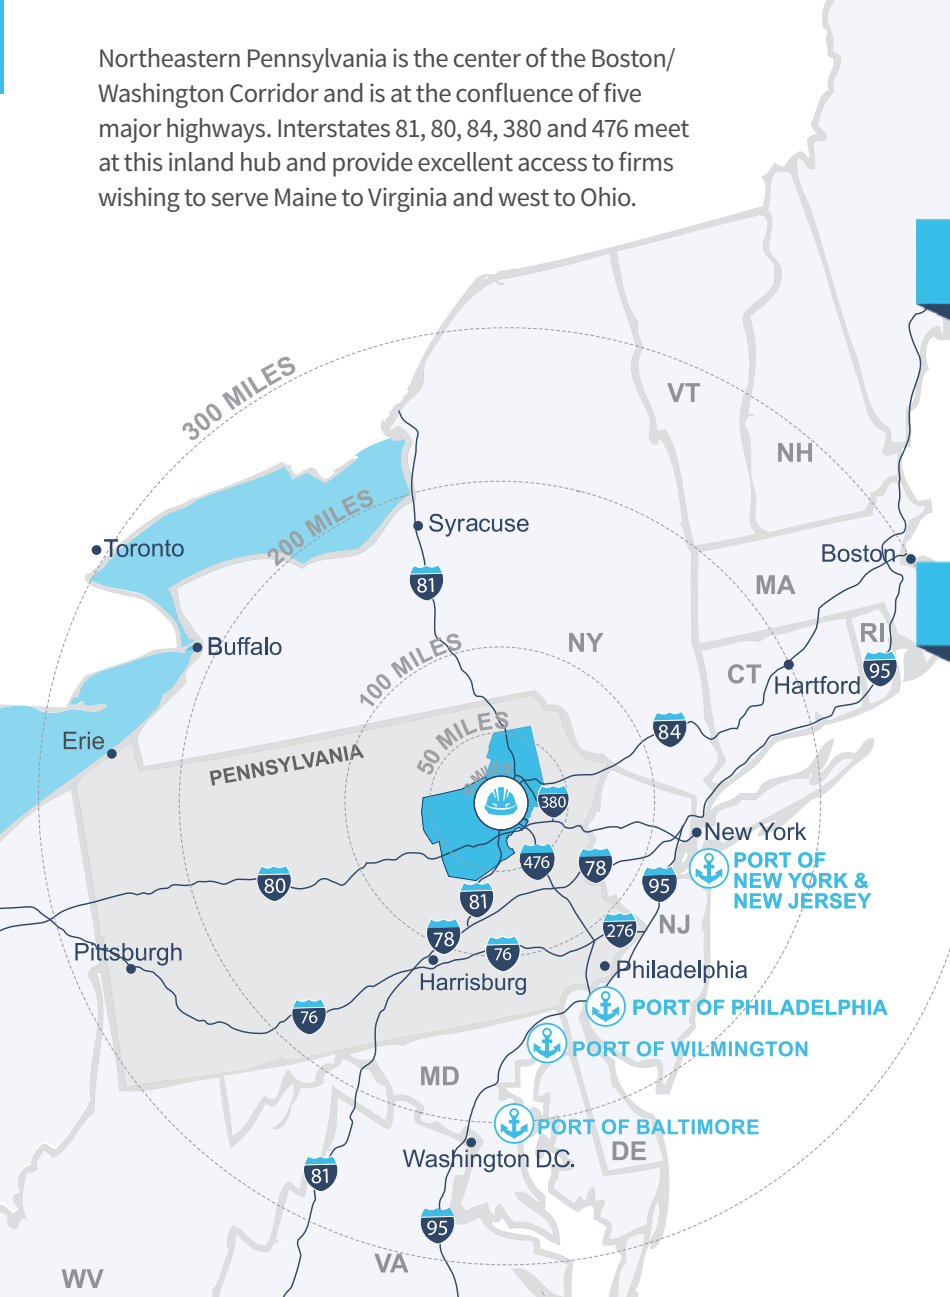 Northeastern Pennsylvania is the center of the Boston/
Washington Corridor and is at the confluence of five
major highways. Interstates 81, 80, 84, 380 and 476 meet
at this inland hub and provide excellent access to firms
wishing to serve Maine to Virginia and west to Ohio.
300 MILES
VT
NH
200 MILES
Syracuse
Toronto
Boston
81
MA
NY
RI
Buffalo
100 MILES
CT
95
Hartford
50 MILES
84
Erie
PENNSYLVANIA
MILES
380
New York
PORT OF
NEW YORK &
NEW JERSEY
476
78
80
95
81
NJ
78
276
76
Pittsburgh
Harrisburg
Philadelphia
PORT OF PHILADELPHIA
76
PORT OF WILMINGTON
MD
PORT OF BALTIMORE
DE
Washington D.C.
81
95
VA
WV